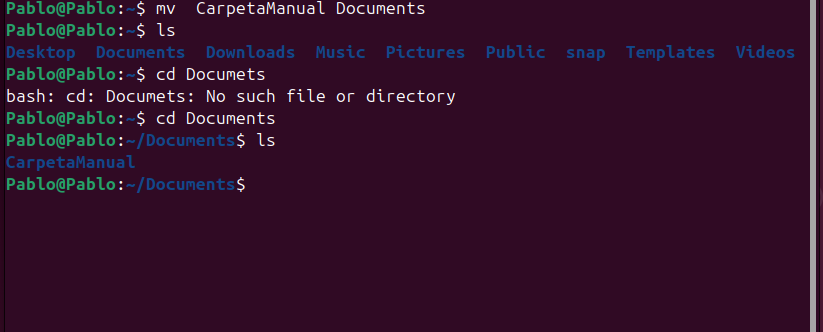 Pablo@Pablo:~$ mv  CarpetaManual Documents
Pablo@Pablo:~$ ls
Desktop  Documents  Downloads  Music  Pictures  Public  snap  Templates  Videos
Pablo@Pablo:~$ cd Documets
bash: cd: Documets: No such file or directory
Pablo@Pablo:~$ cd Documents
Pablo@Pablo:~/Documents$ ls
CarpetaManual
Pablo@Pablo:~/Documents$